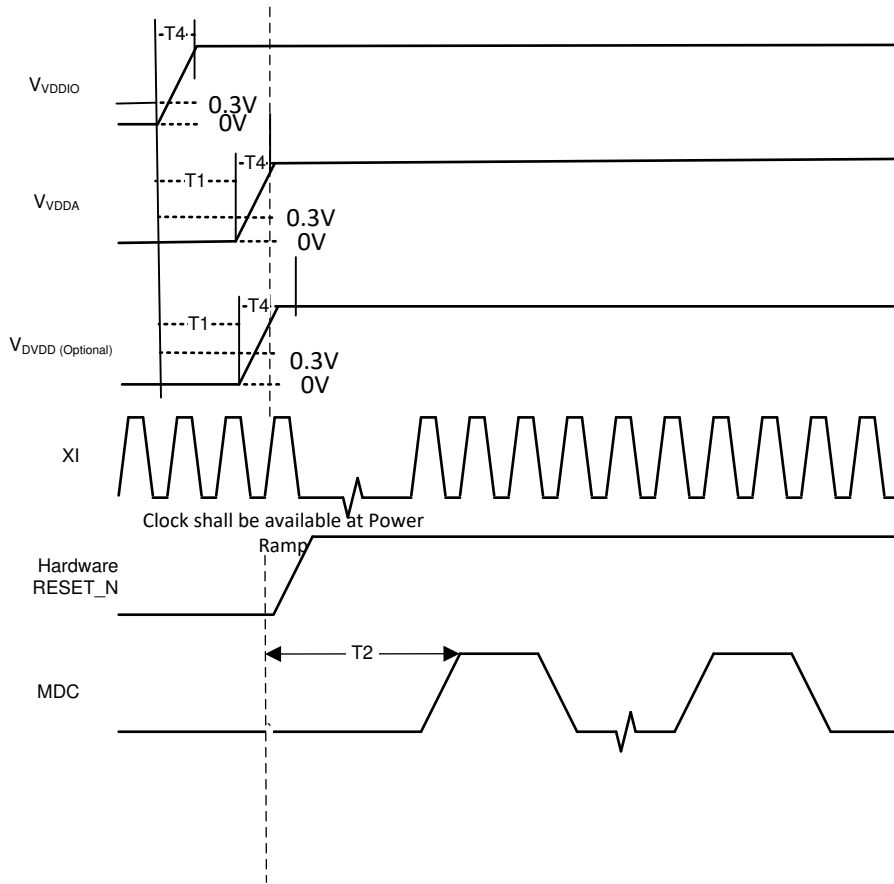 T4
VVDDIO
0.3V
0V
T4
T1
VVDDA
0.3V
0V
T4
T1
VDVDD (Optional)
0.3V
0V
XI
Clock shall be available at Power
Ramp
Hardware
RESET_N
T2
MDC